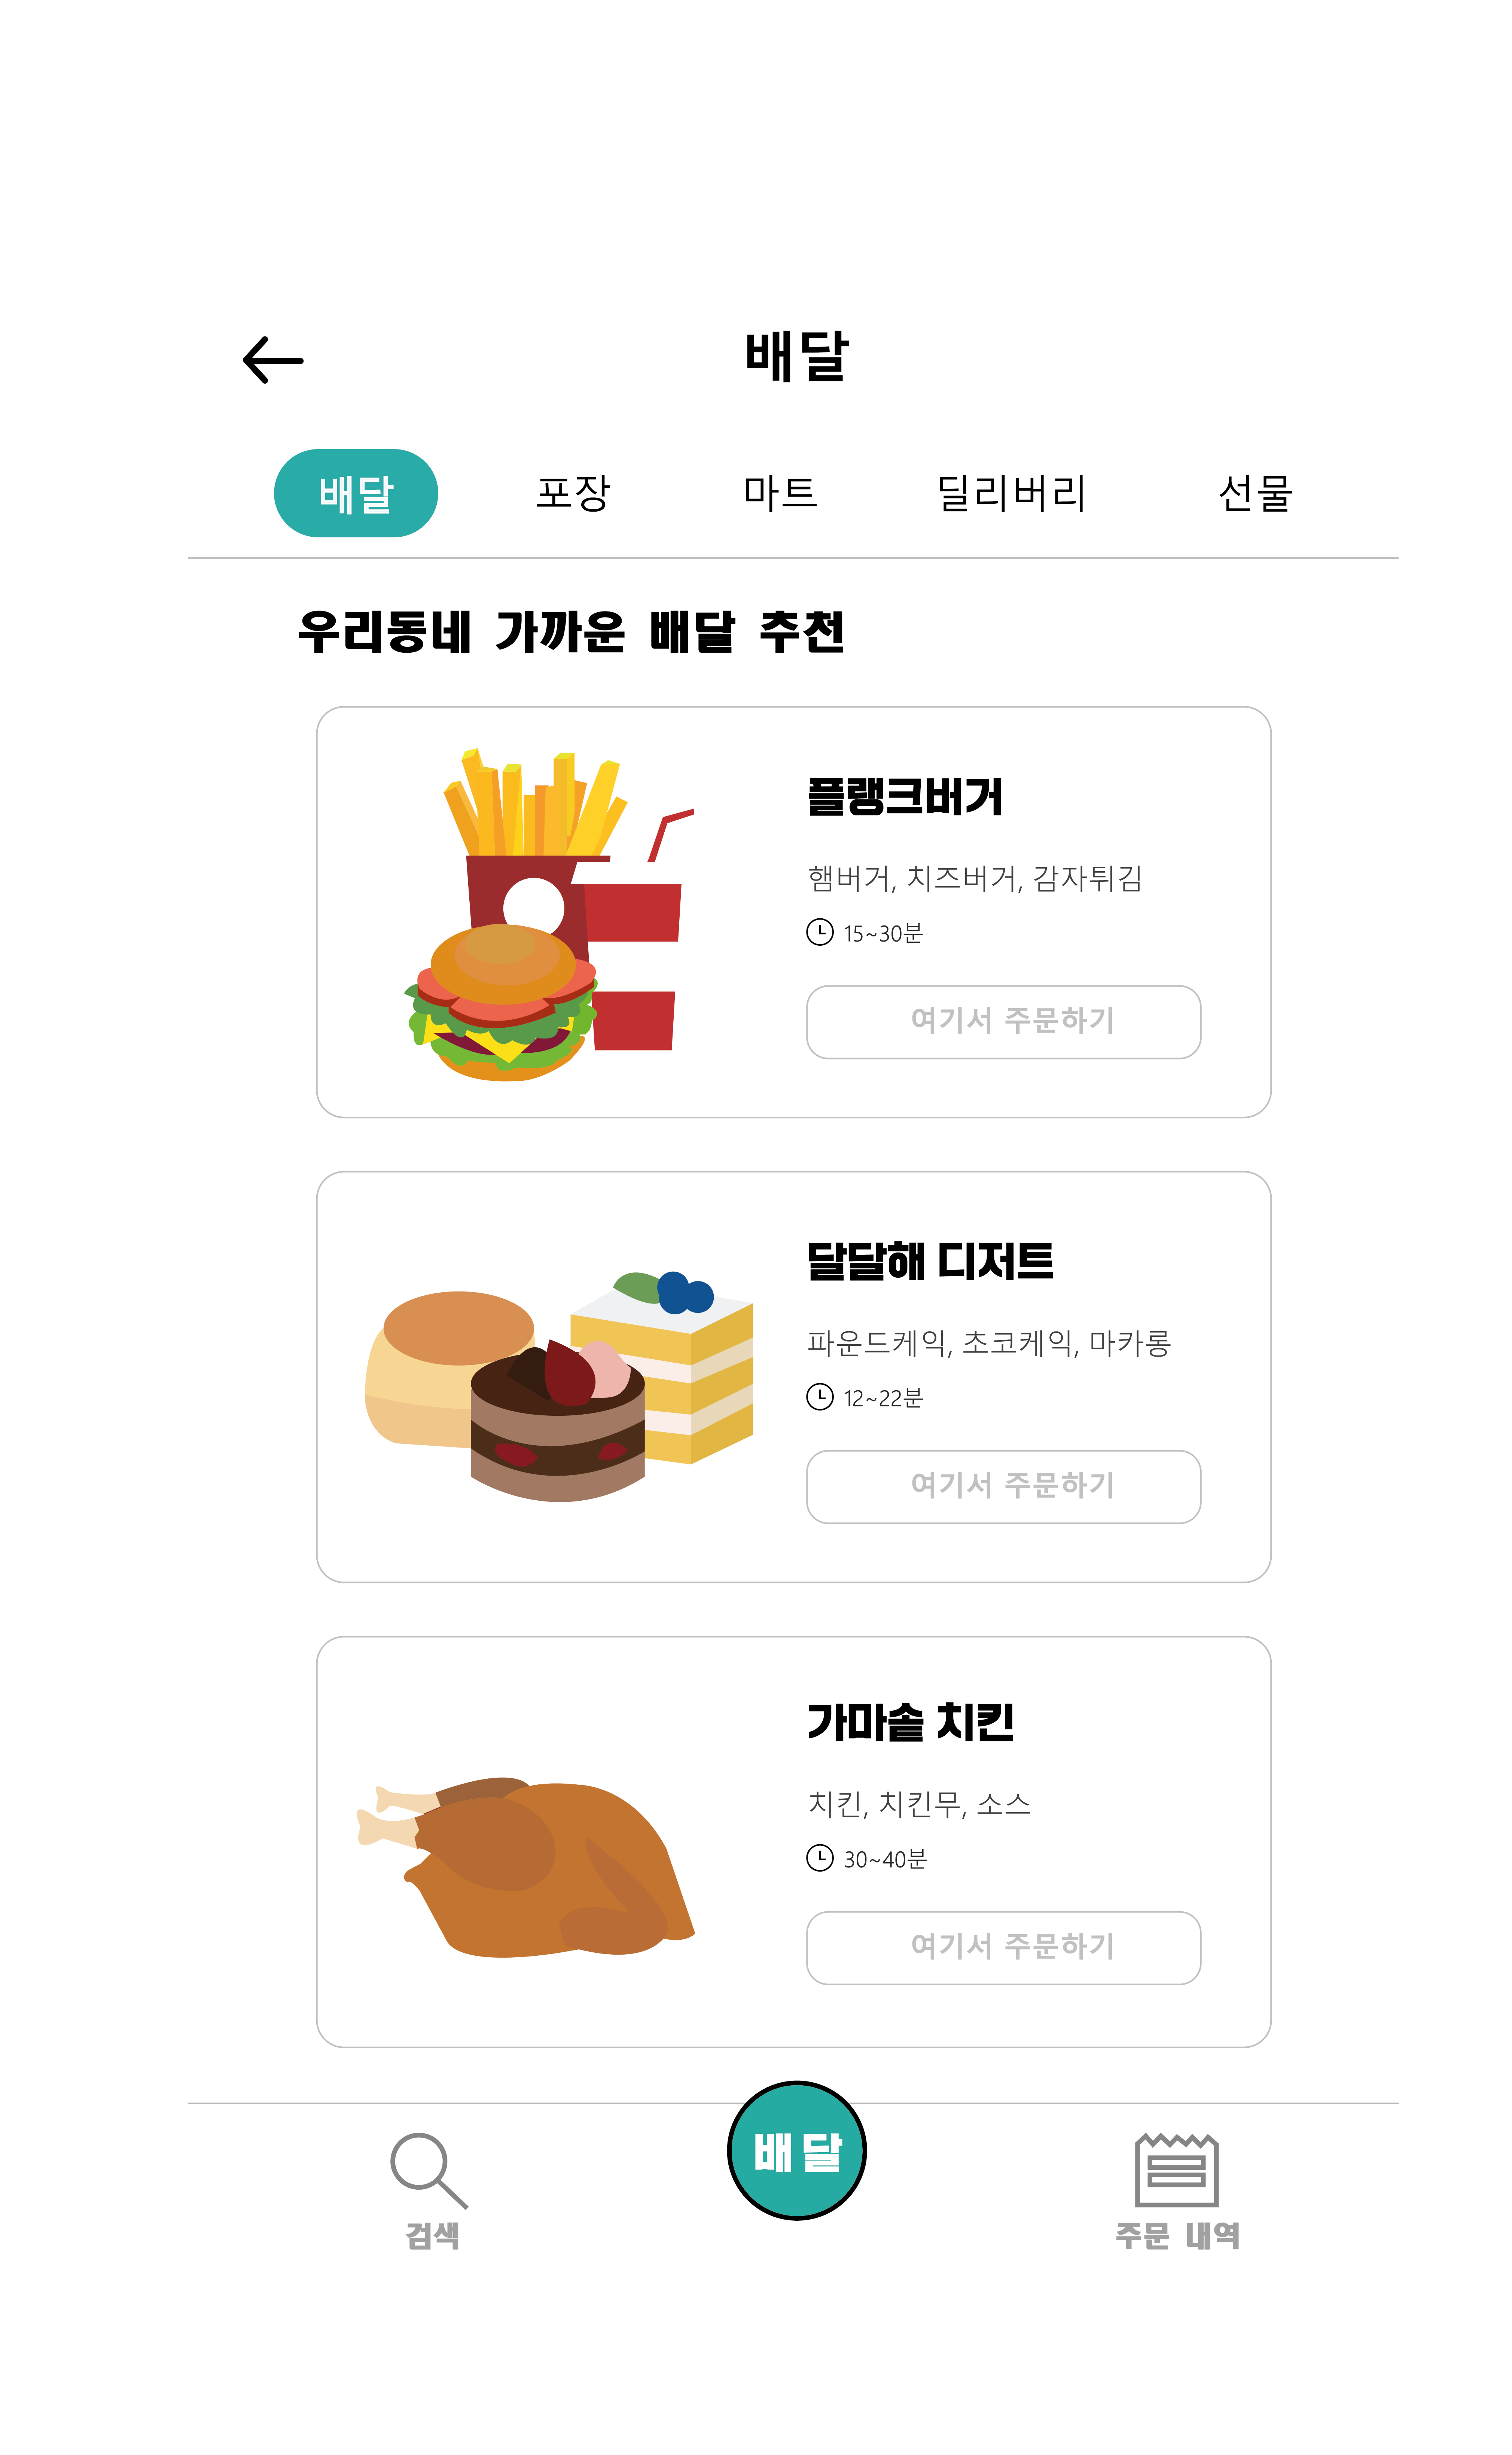 배달
배달 포장 마트 딜리버리 선물
우리동네 가까운 배달 추천
플랭크버거
햄버거, 치즈버거, 감자튀김
15~30분
여기서 주문하기
달달해 디저트
파운드케익, 초코케익, 마카롱
12~22분
여기서 주문하기
가마솥 치킨
치킨, 치킨무, 소스
30~40분
여기서 주문하기
배달
검색 주문 내역